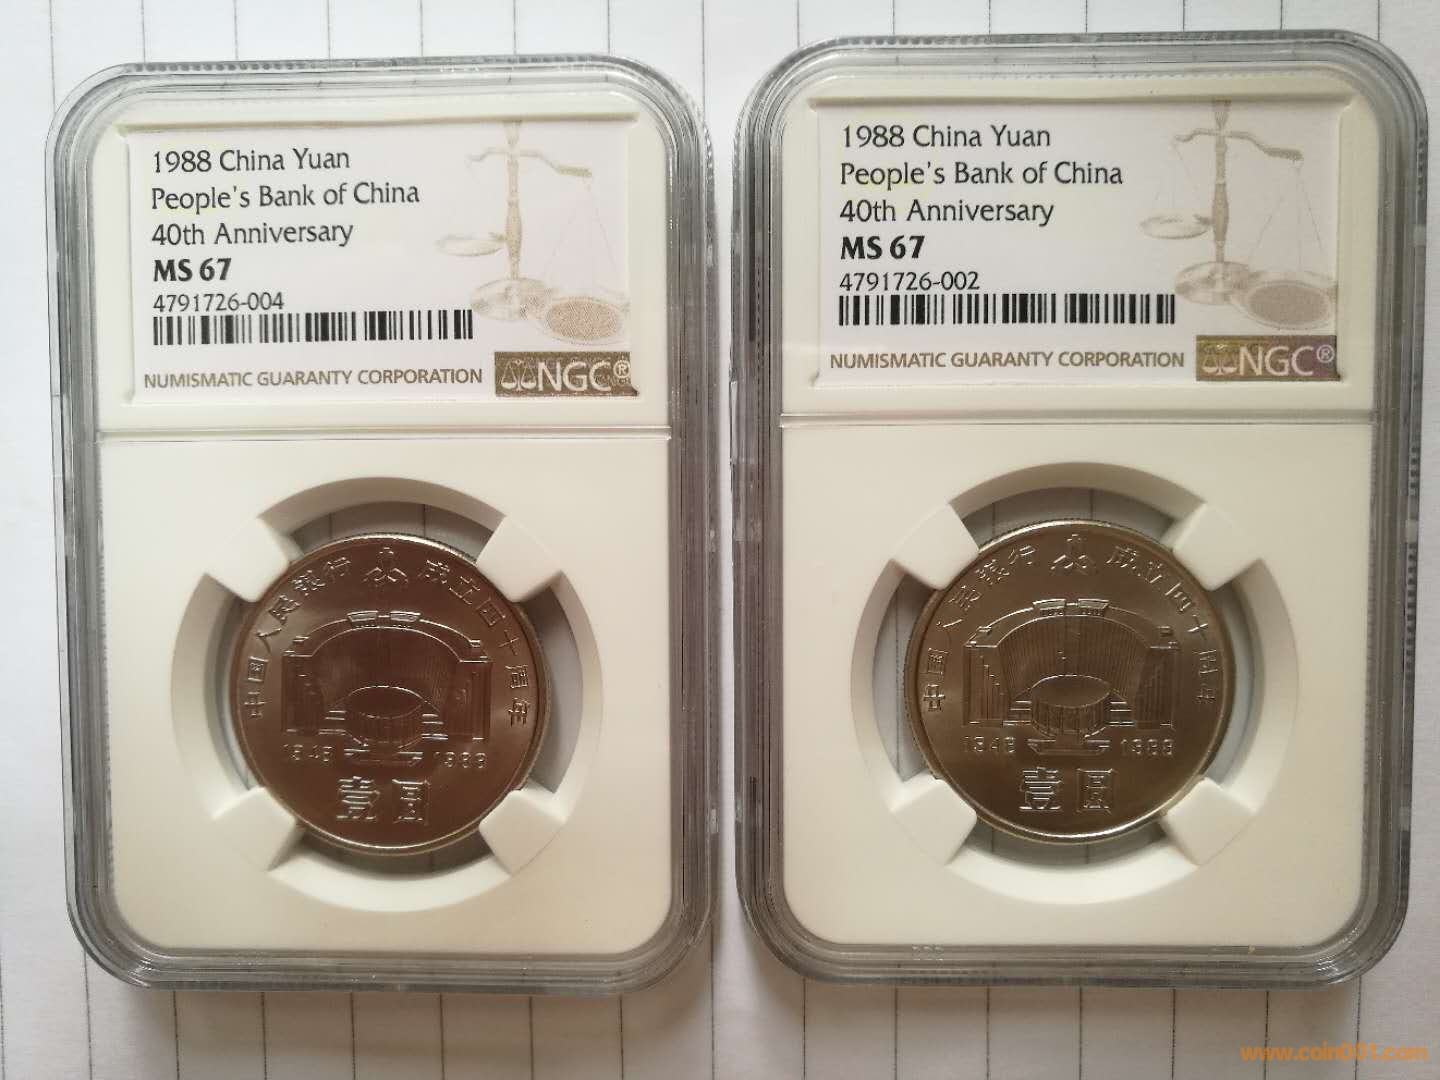 1988 China Yuan
People's Bank of China
40th Anniversary
MS 67
4791726-004
NUMISMATIC GUARANTY CORPORATION
NGC®
中国人民银行 成立四十周年
1948 1988
壹圆
1988 China Yuan
People's Bank of China
40th Anniversary
MS 67
4791726-002
NUMISMATIC GUARANTY CORPORATION
NGC®
中国人民银行 成立四十周年
1948 1988
壹圆
www.coin001.com